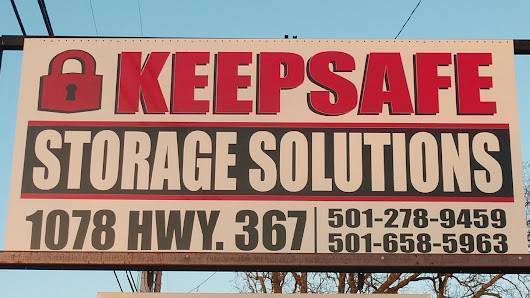 KEEPSAFE
STORAGE SOLUTIONS
1078 HWY. 367
501-278-9459
501-658-5963